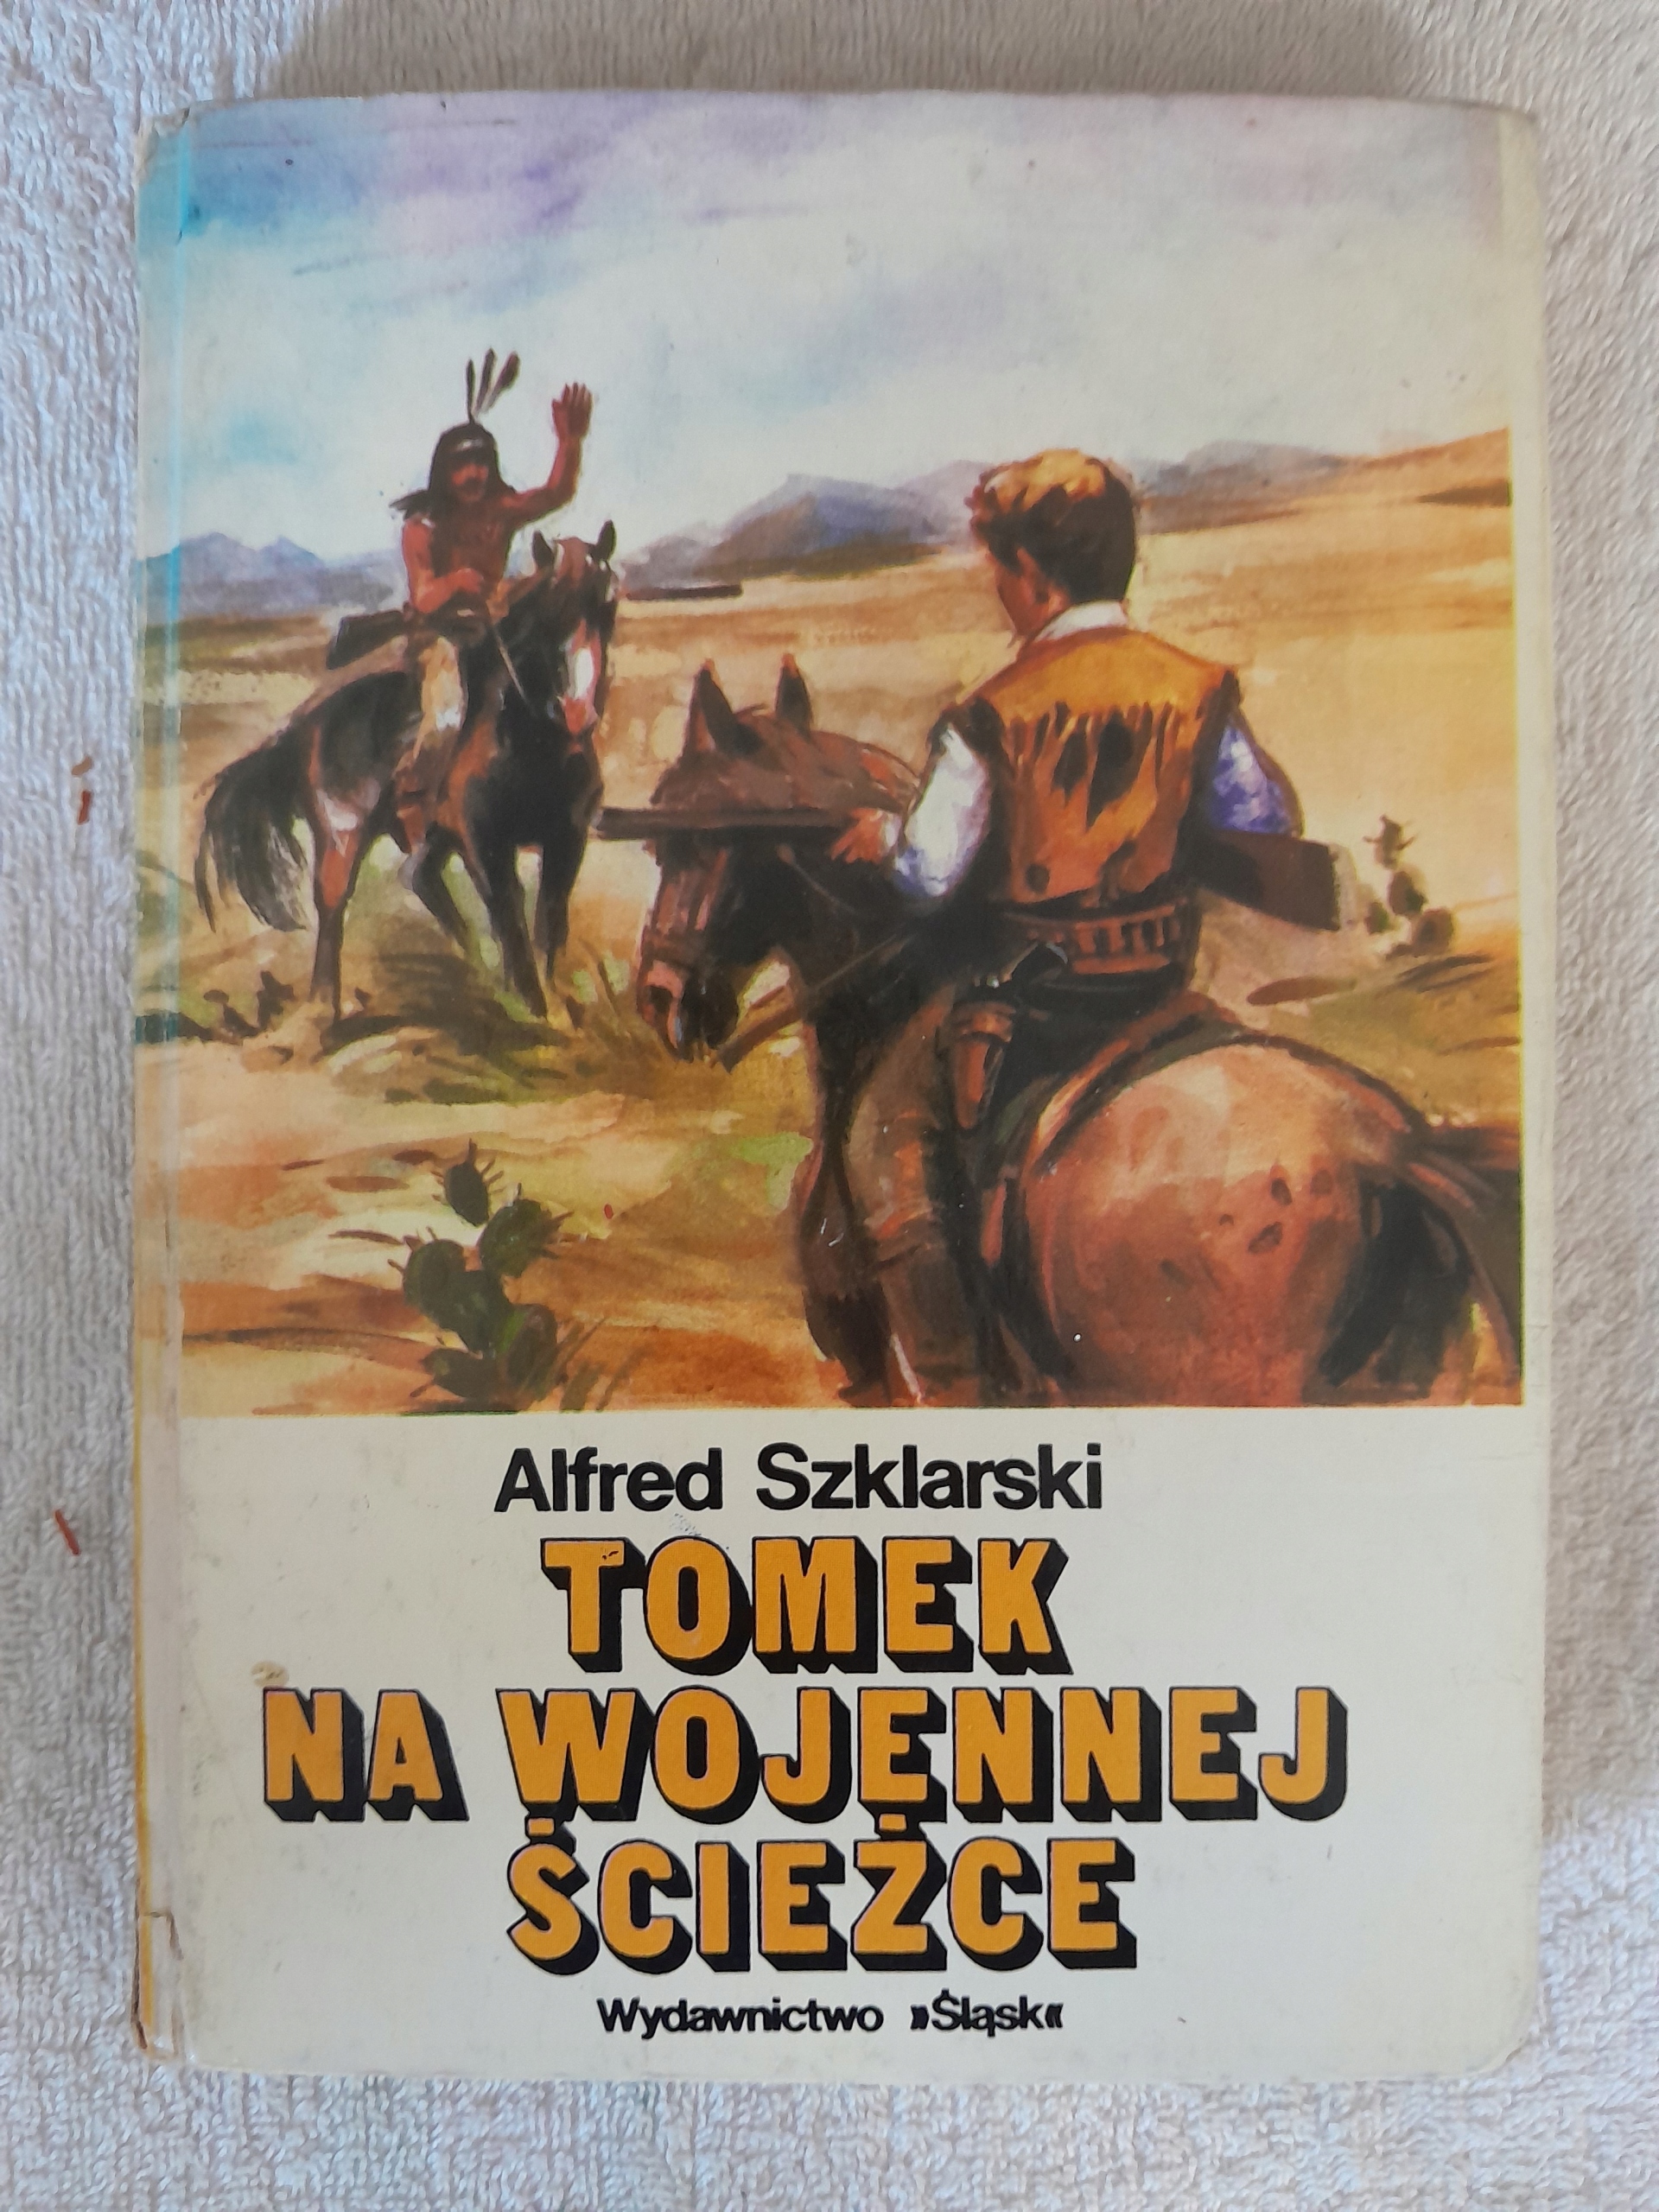 Alfred Szklarski
TOMEK
NA WOJENNEJ
ŚCIEŻCE
Wydawnictwo »Śląsk«